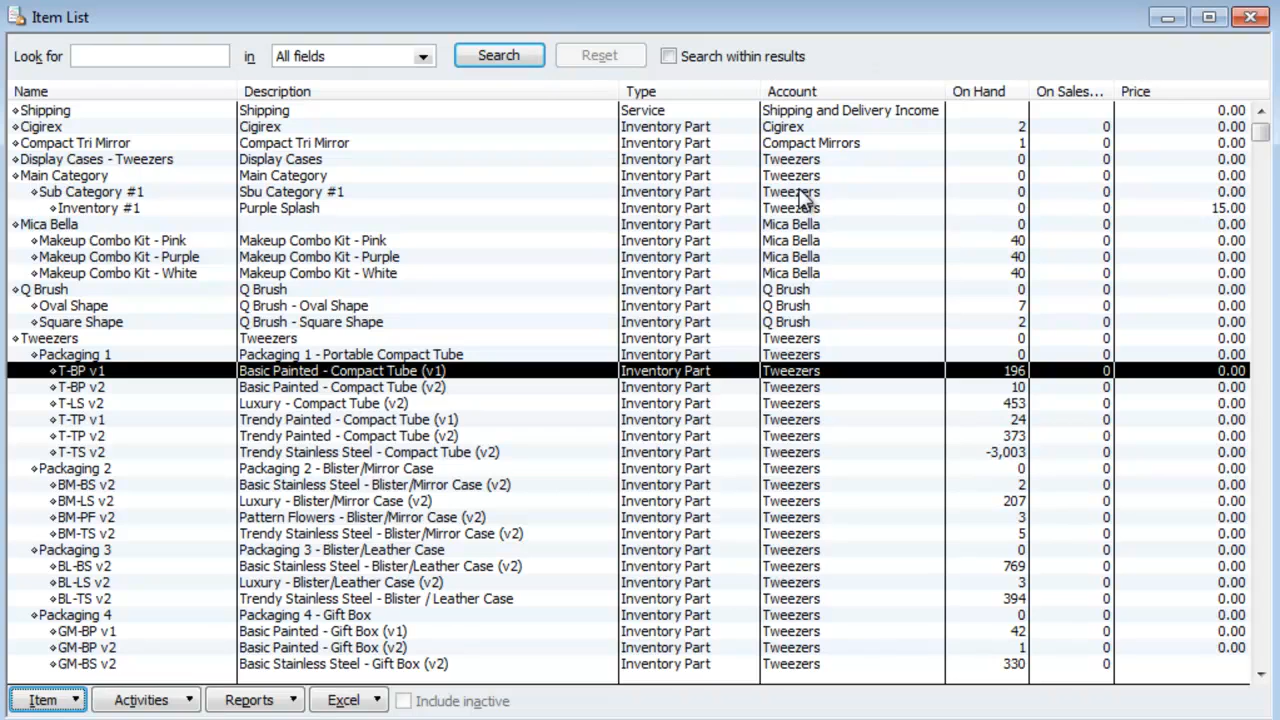 Item List
Look for in All fields Search Reset Search within results
Name Description Type Account On Hand On Sales... Price
Shipping Shipping Service Shipping and Delivery Income 0.00
Cigirex Cigirex Inventory Part Cigirex 2 0 0.00
Compact Tri Mirror Compact Tri Mirror Inventory Part Compact Mirrors 1 0 0.00
Display Cases - Tweezers Display Cases Inventory Part Tweezers 0 0 0.00
Main Category Main Category Inventory Part Tweezers 0 0 0.00
Sub Category #1 Sbu Category #1 Inventory Part Tweezers 0 0 0.00
Inventory #1 Purple Splash Inventory Part Tweezers 0 0 15.00
Mica Bella Inventory Part Mica Bella 0 0 0.00
Makeup Combo Kit - Pink Makeup Combo Kit - Pink Inventory Part Mica Bella 40 0 0.00
Makeup Combo Kit - Purple Makeup Combo Kit - Purple Inventory Part Mica Bella 40 0 0.00
Makeup Combo Kit - White Makeup Combo Kit - White Inventory Part Mica Bella 40 0 0.00
Q Brush Q Brush Inventory Part Q Brush 0 0 0.00
Oval Shape Q Brush - Oval Shape Inventory Part Q Brush 7 0 0.00
Square Shape Q Brush - Square Shape Inventory Part Q Brush 2 0 0.00
Tweezers Tweezers Inventory Part Tweezers 0 0 0.00
Packaging 1 Packaging 1 - Portable Compact Tube Inventory Part Tweezers 0 0 0.00
T-BP v1 Basic Painted - Compact Tube (v1) Inventory Part Tweezers 196 0 0.00
T-BP v2 Basic Painted - Compact Tube (v2) Inventory Part Tweezers 10 0 0.00
T-LS v2 Luxury - Compact Tube (v2) Inventory Part Tweezers 453 0 0.00
T-TP v1 Trendy Painted - Compact Tube (v1) Inventory Part Tweezers 24 0 0.00
T-TP v2 Trendy Painted - Compact Tube (v2) Inventory Part Tweezers 373 0 0.00
T-TS v2 Trendy Stainless Steel - Compact Tube (v2) Inventory Part Tweezers -3,003 0 0.00
Packaging 2 Packaging 2 - Blister/Mirror Case Inventory Part Tweezers 0 0 0.00
BM-BS v2 Basic Stainless Steel - Blister/Mirror Case (v2) Inventory Part Tweezers 2 0 0.00
BM-LS v2 Luxury - Blister/Mirror Case (v2) Inventory Part Tweezers 207 0 0.00
BM-PF v2 Pattern Flowers - Blister/Mirror Case (v2) Inventory Part Tweezers 3 0 0.00
BM-TS v2 Trendy Stainless Steel - Blister/Mirror Case (v2) Inventory Part Tweezers 5 0 0.00
Packaging 3 Packaging 3 - Blister/Leather Case Inventory Part Tweezers 0 0 0.00
BL-BS v2 Basic Stainless Steel - Blister/Leather Case (v2) Inventory Part Tweezers 769 0 0.00
BL-LS v2 Luxury - Blister/Leather Case (v2) Inventory Part Tweezers 3 0 0.00
BL-TS v2 Trendy Stainless Steel - Blister / Leather Case Inventory Part Tweezers 394 0 0.00
Packaging 4 Packaging 4 - Gift Box Inventory Part Tweezers 0 0 0.00
GM-BP v1 Basic Painted - Gift Box (v1) Inventory Part Tweezers 42 0 0.00
GM-BP v2 Basic Painted - Gift Box (v2) Inventory Part Tweezers 1 0 0.00
GM-BS v2 Basic Stainless Steel - Gift Box (v2) Inventory Part Tweezers 330 0
Item Activities Reports Excel Include inactive